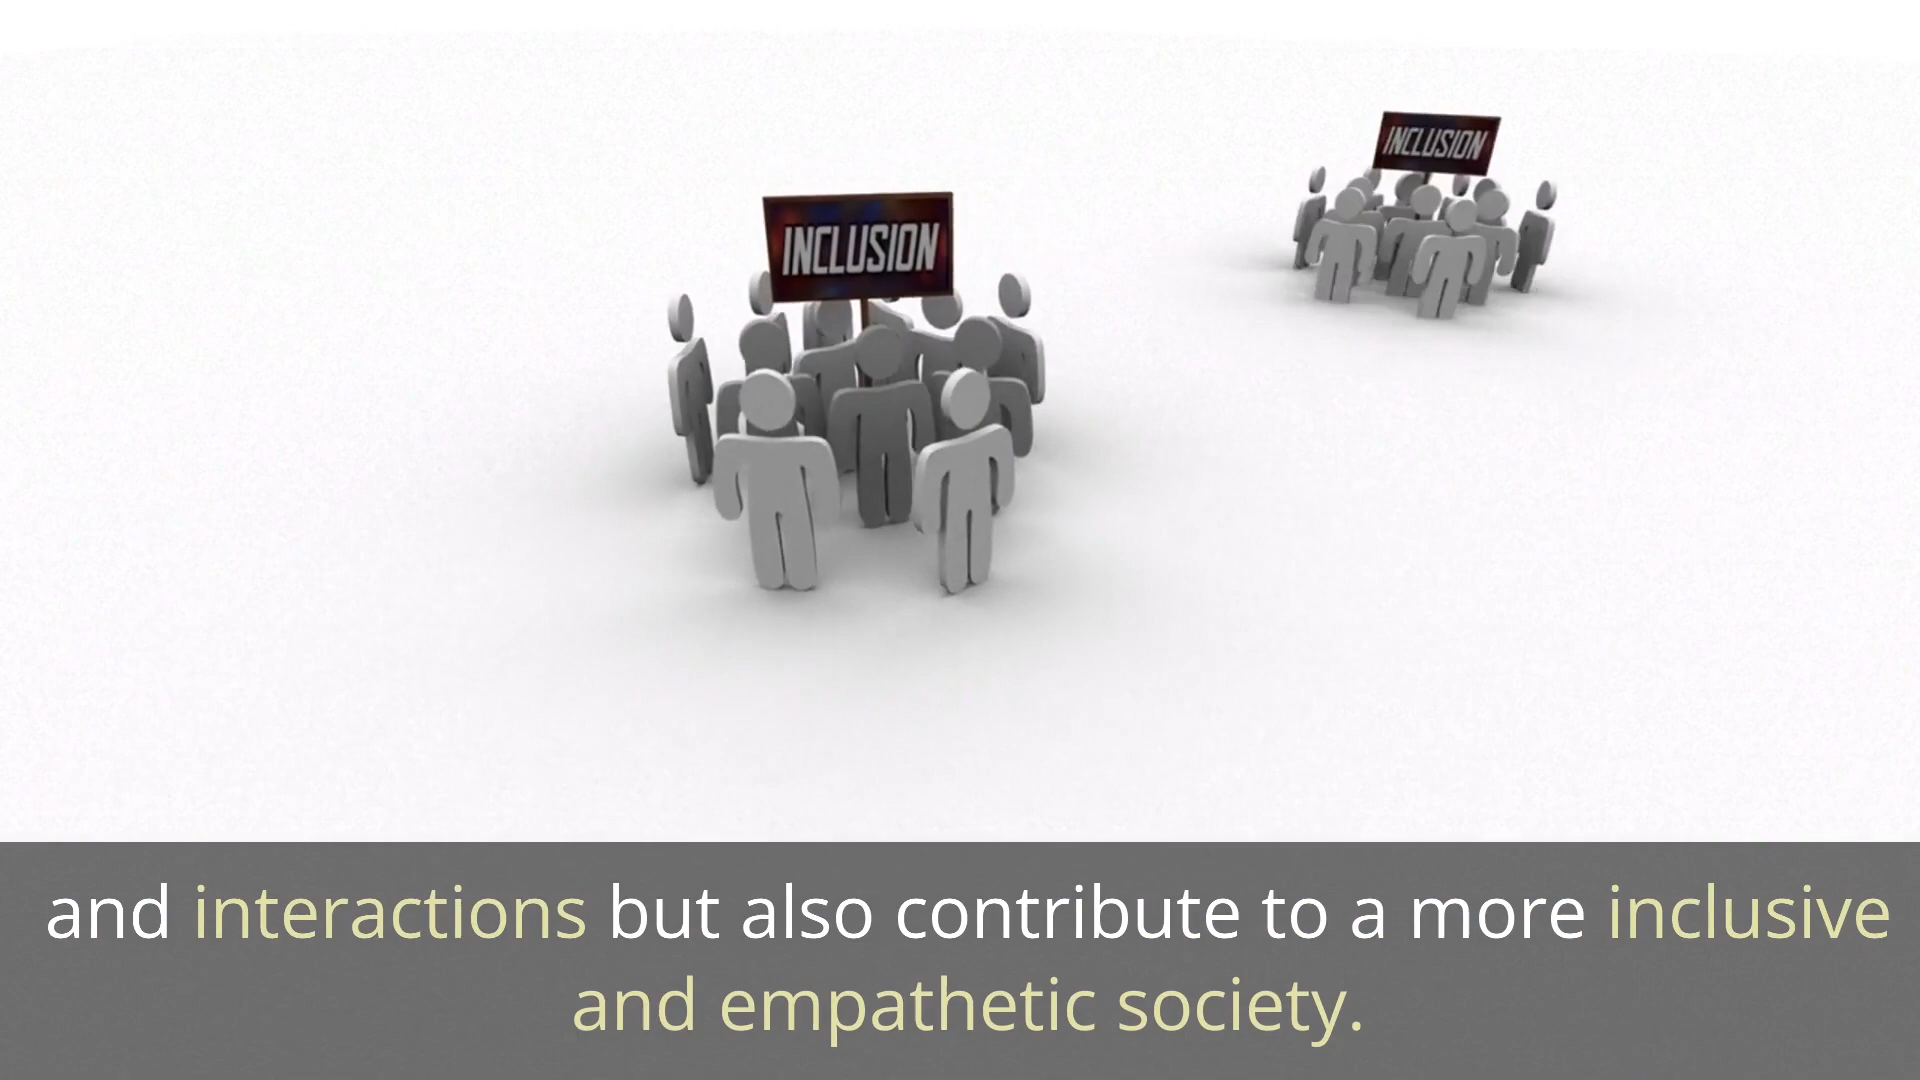 INCLUSION
INCLUSION
and interactions but also contribute to a more inclusive
and empathetic society.